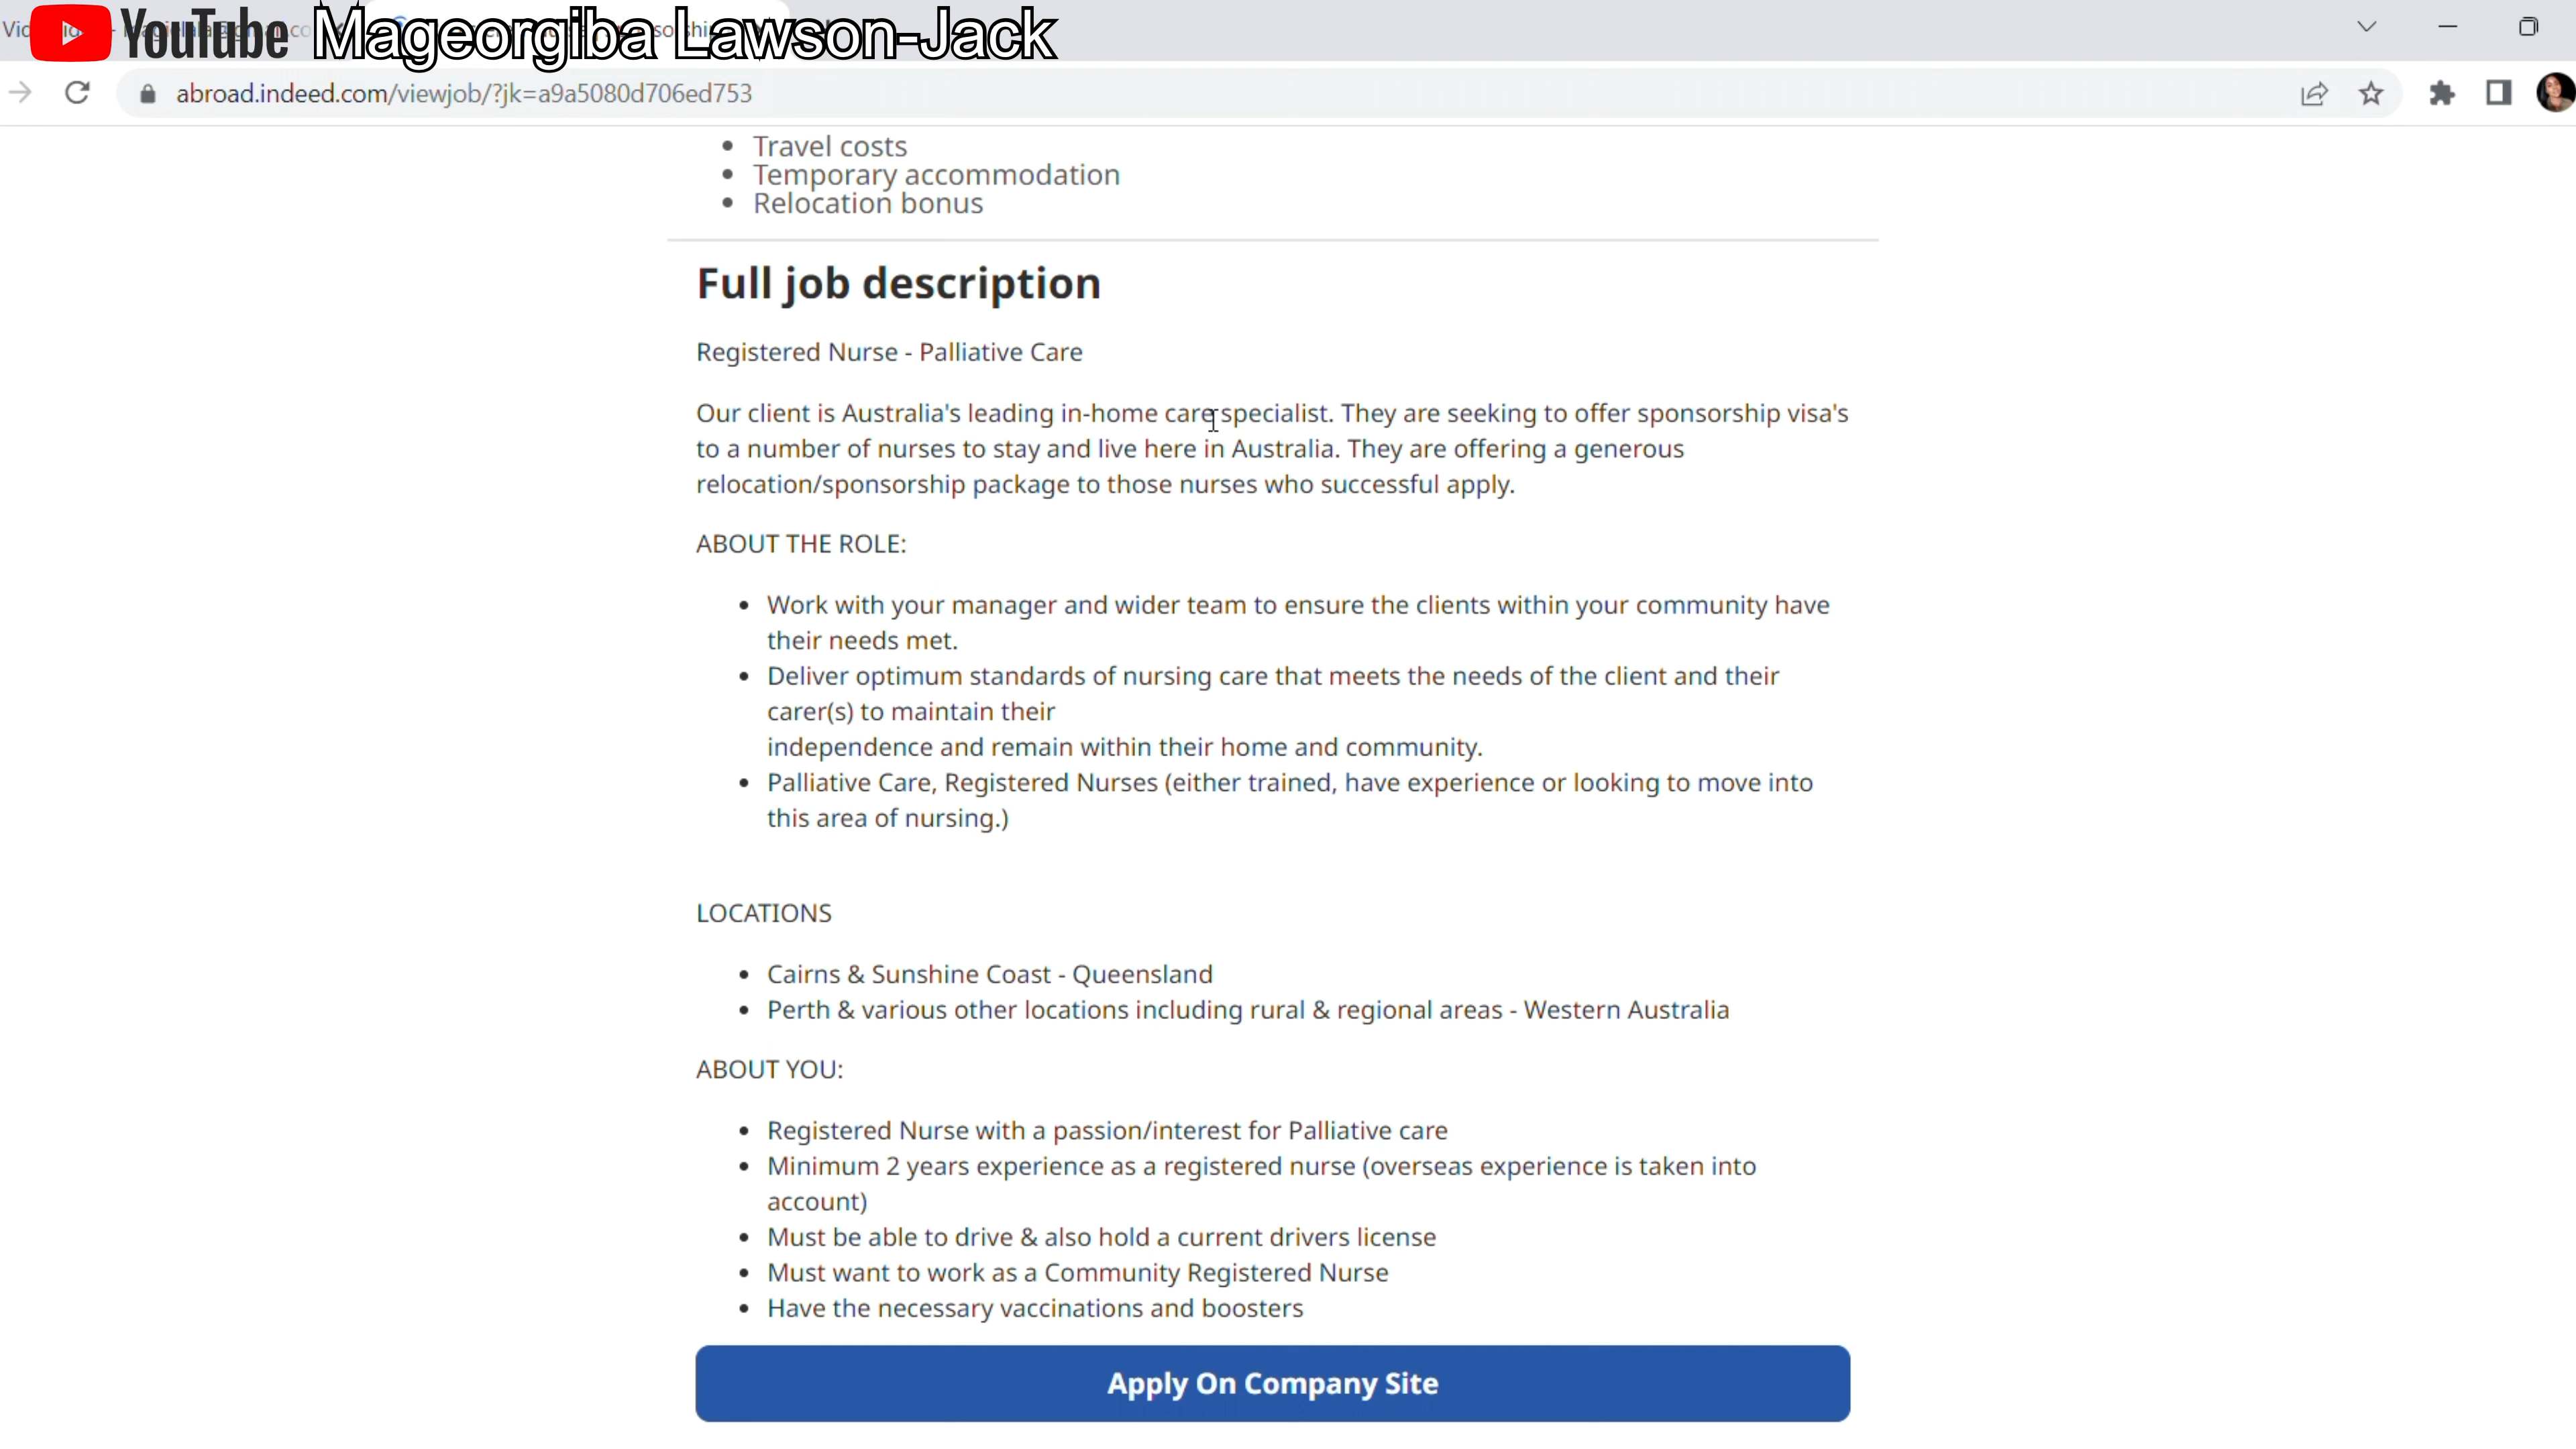 YouTube Mageorgiba Lawson-Jack
abroad.indeed.com/viewjob/?jk=a9a5080d706ed753
• Travel costs
• Temporary accommodation
• Relocation bonus
Full job description
Registered Nurse - Palliative Care
Our client is Australia's leading in-home care specialist. They are seeking to offer sponsorship visa's
to a number of nurses to stay and live here in Australia. They are offering a generous
relocation/sponsorship package to those nurses who successful apply.
ABOUT THE ROLE:
• Work with your manager and wider team to ensure the clients within your community have
their needs met.
• Deliver optimum standards of nursing care that meets the needs of the client and their
carer(s) to maintain their
independence and remain within their home and community.
• Palliative Care, Registered Nurses (either trained, have experience or looking to move into
this area of nursing.)
LOCATIONS
• Cairns & Sunshine Coast - Queensland
• Perth & various other locations including rural & regional areas - Western Australia
ABOUT YOU:
• Registered Nurse with a passion/interest for Palliative care
• Minimum 2 years experience as a registered nurse (overseas experience is taken into
account)
• Must be able to drive & also hold a current drivers license
• Must want to work as a Community Registered Nurse
• Have the necessary vaccinations and boosters
Apply On Company Site